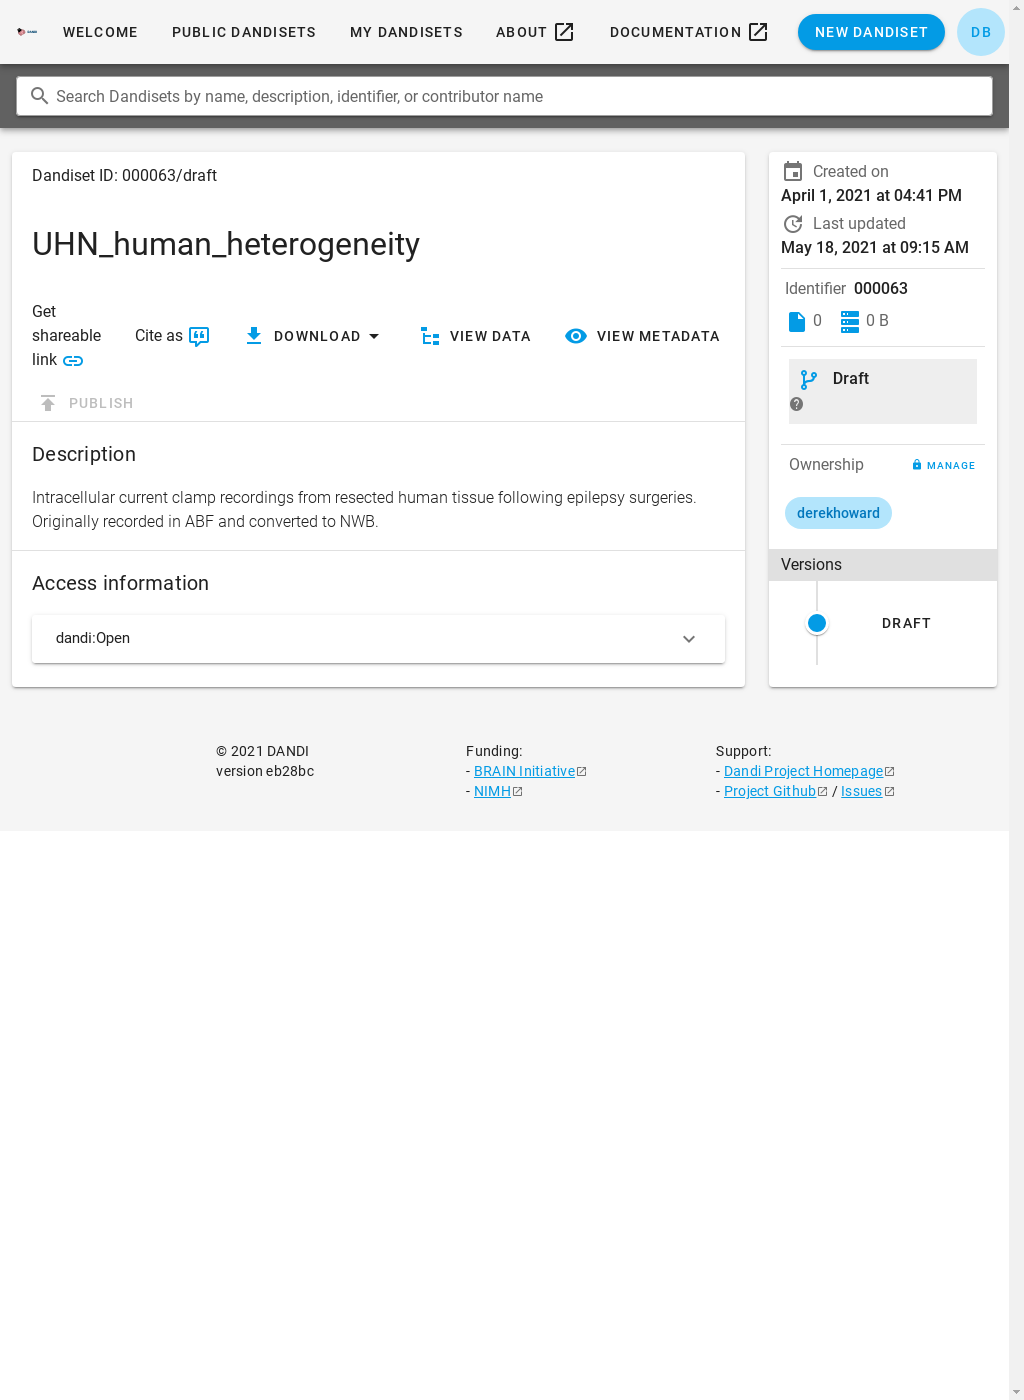 WELCOME PUBLIC DANDISETS MY DANDISETS ABOUT DOCUMENTATION NEW DANDISET DB
Search Dandisets by name, description, identifier, or contributor name
Dandiset ID: 000063/draft
UHN_human_heterogeneity
Get
shareable
link
Cite as
DOWNLOAD
VIEW DATA
VIEW METADATA
PUBLISH
Description
Intracellular current clamp recordings from resected human tissue following epilepsy surgeries.
Originally recorded in ABF and converted to NWB.
Access information
dandi:Open
Created on
April 1, 2021 at 04:41 PM
Last updated
May 18, 2021 at 09:15 AM
Identifier 000063
0 0 B
Draft
Ownership MANAGE
derekhoward
Versions
DRAFT
© 2021 DANDI
version eb28bc
Funding:
- BRAIN Initiative
- NIMH
Support:
- Dandi Project Homepage
- Project Github / Issues